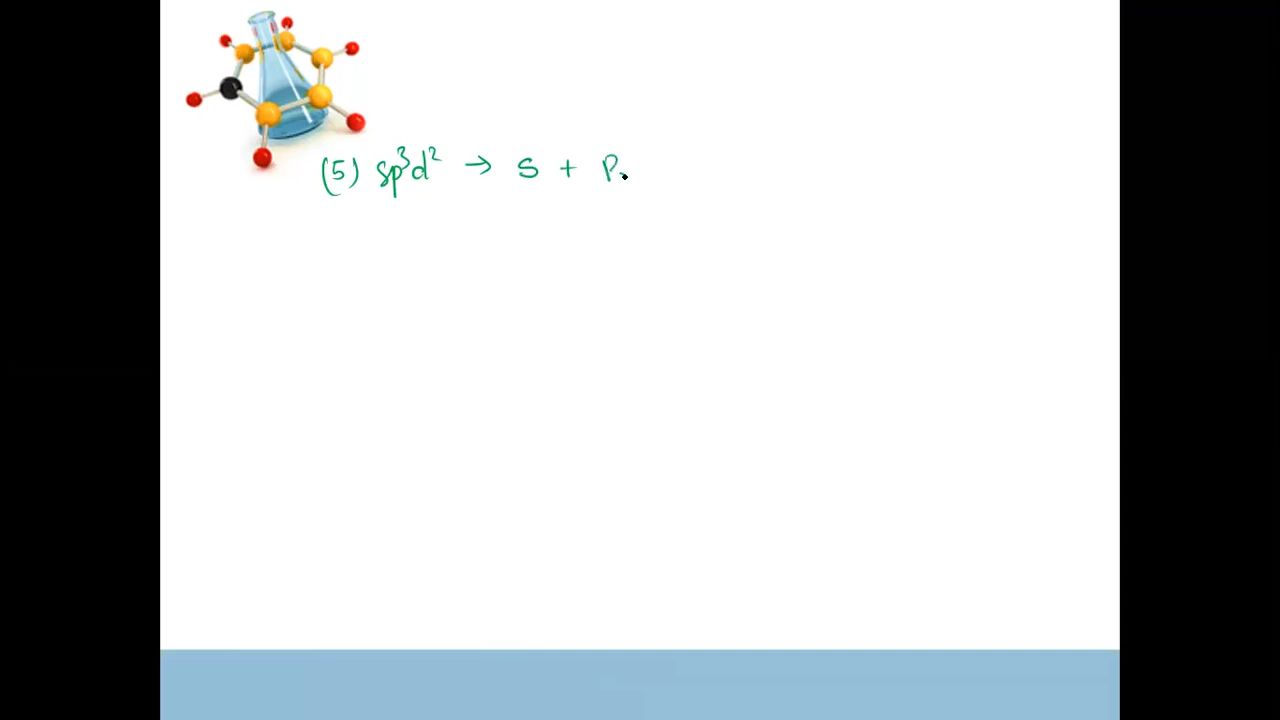 (5) sp³d² → s + p